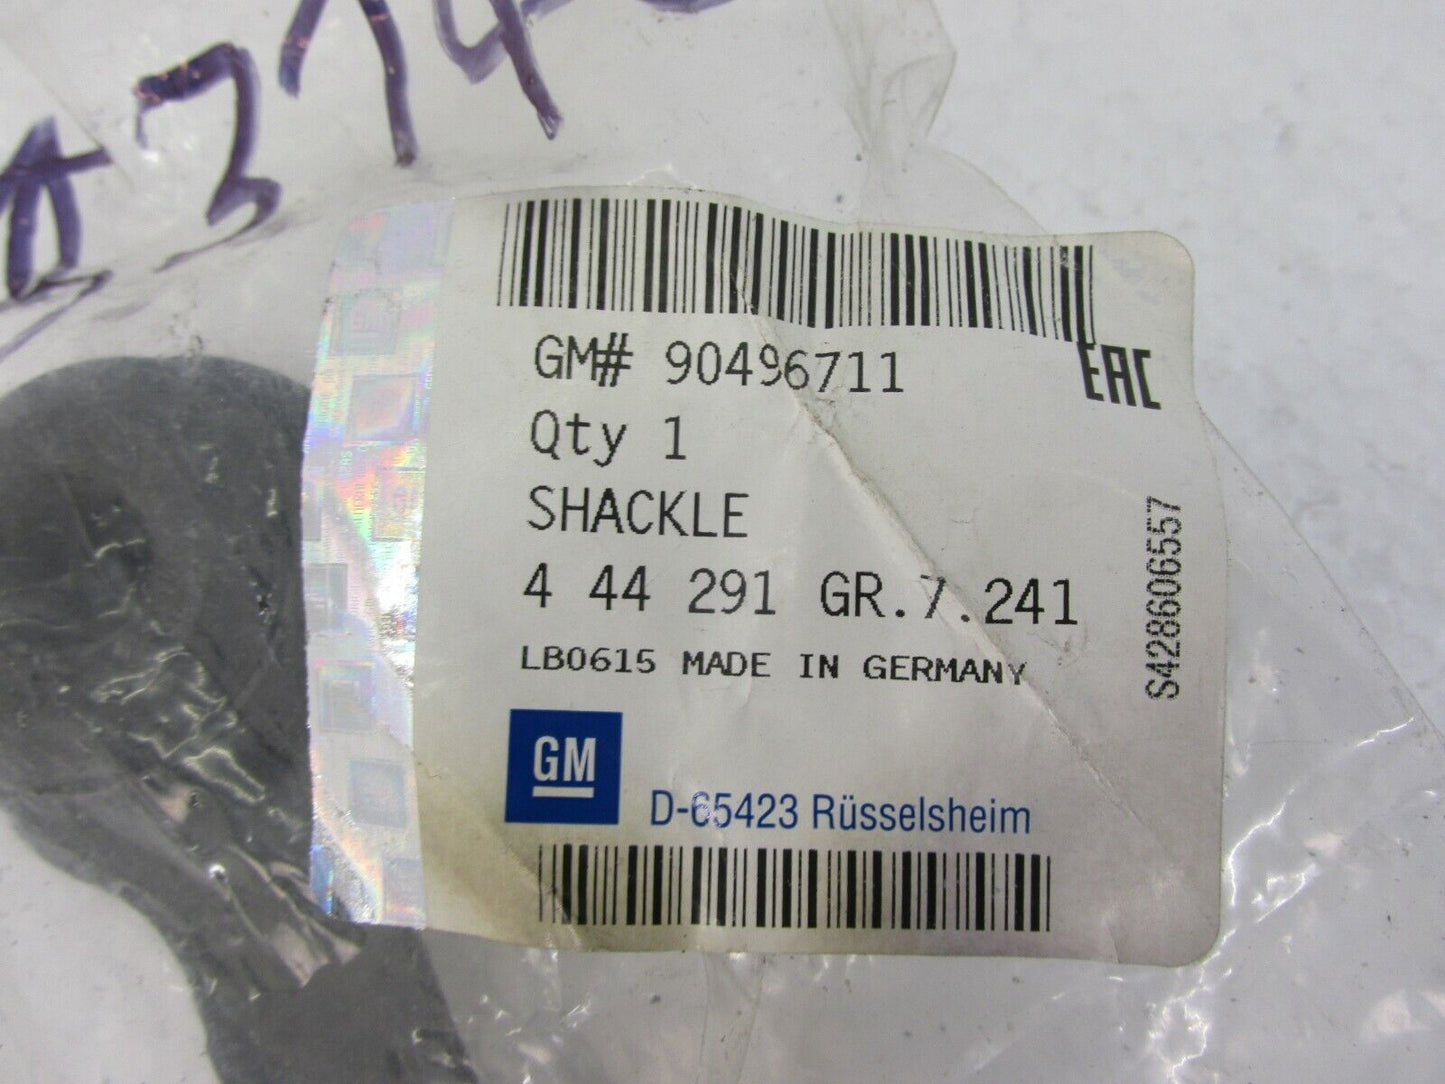 GM# 90496711
EAC
Qty 1
SHACKLE
4 44 291 GR.7.241
LB0615 MADE IN GERMANY
S428606557
GM
D-65423 Rüsselsheim